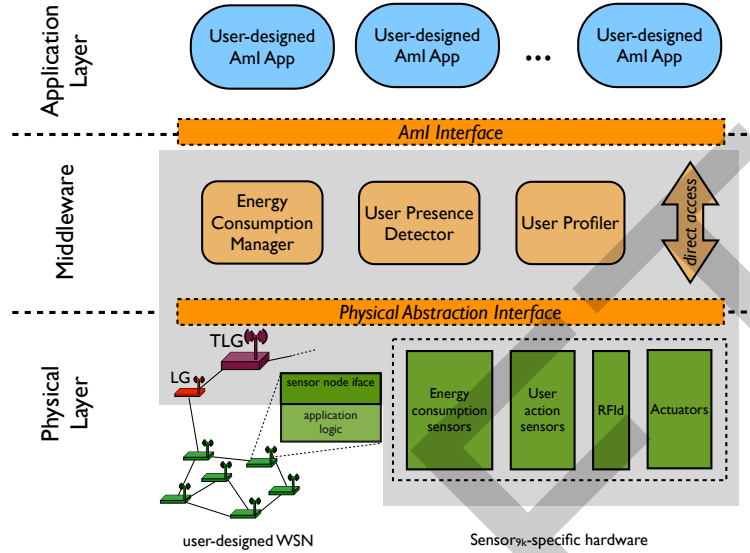 Application
Layer
User-designed
AmI App
User-designed
AmI App
...
User-designed
AmI App
AmI Interface
Middleware
Energy
Consumption
Manager
User Presence
Detector
User Profiler
direct access
Physical Abstraction Interface
Physical
Layer
TLG
LG
sensor node iface
application
logic
Energy
consumption
sensors
User
action
sensors
RFId
Actuators
user-designed WSN
Sensor9k-specific hardware